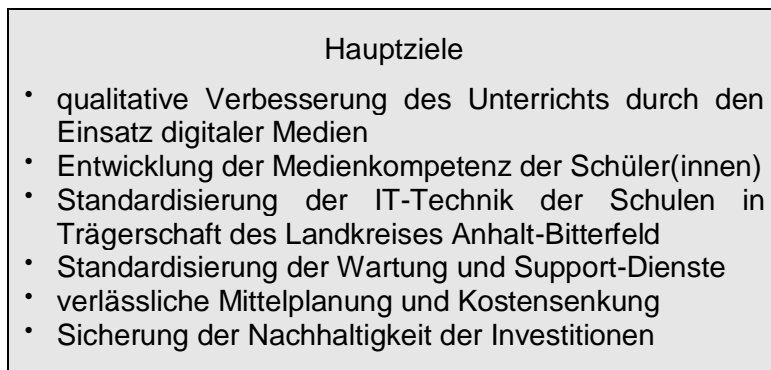 Hauptziele
• qualitative Verbesserung des Unterrichts durch den
Einsatz digitaler Medien
• Entwicklung der Medienkompetenz der Schüler(innen)
• Standardisierung der IT-Technik der Schulen in
Trägerschaft des Landkreises Anhalt-Bitterfeld
• Standardisierung der Wartung und Support-Dienste
• verlässliche Mittelplanung und Kostensenkung
• Sicherung der Nachhaltigkeit der Investitionen